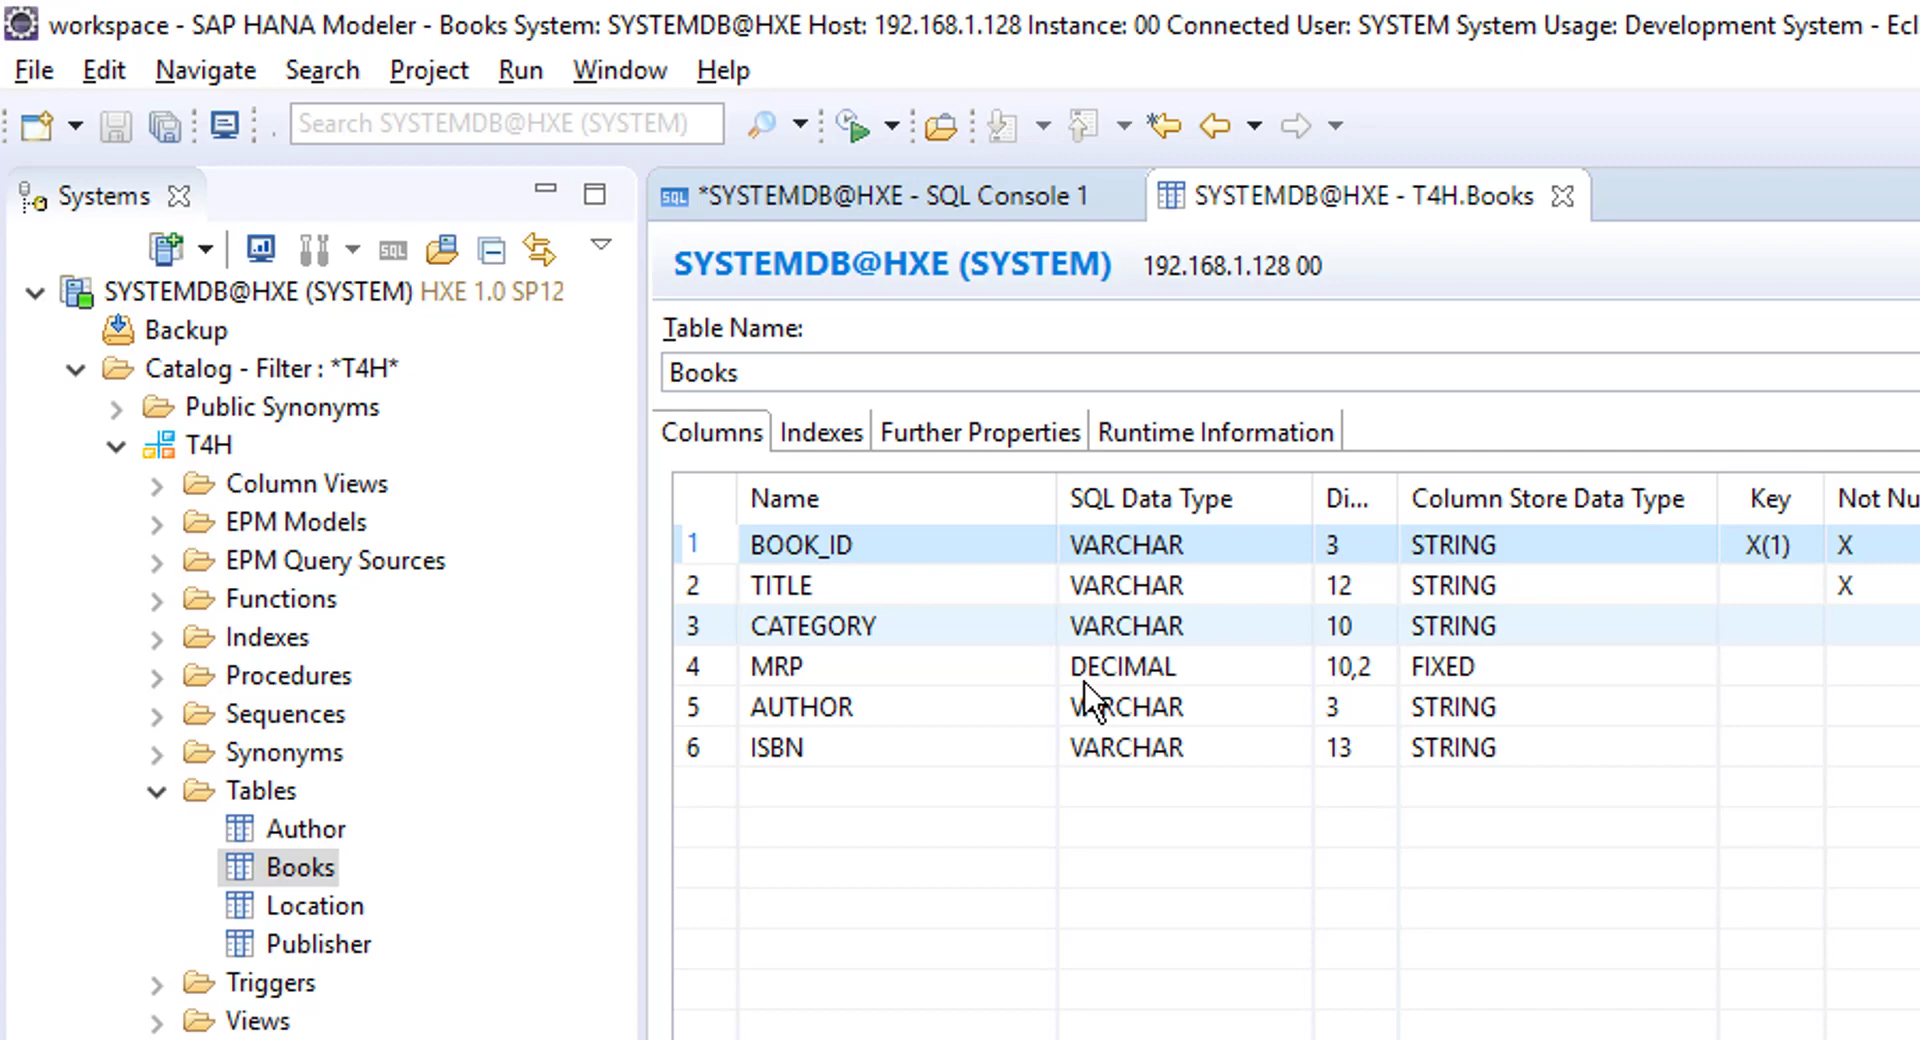 workspace - SAP HANA Modeler - Books System: SYSTEMDB@HXE Host: 192.168.1.128 Instance: 00 Connected User: SYSTEM System Usage: Development System - Ecl
File Edit Navigate Search Project Run Window Help
Search SYSTEMDB@HXE (SYSTEM)
Systems
SQL
SYSTEMDB@HXE (SYSTEM) HXE 1.0 SP12
Backup
Catalog - Filter : *T4H*
Public Synonyms
T4H
Column Views
EPM Models
EPM Query Sources
Functions
Indexes
Procedures
Sequences
Synonyms
Tables
Author
Books
Location
Publisher
Triggers
Views
SQL *SYSTEMDB@HXE - SQL Console 1
SYSTEMDB@HXE - T4H.Books
SYSTEMDB@HXE (SYSTEM) 192.168.1.128 00
Table Name:
Books
Columns Indexes Further Properties Runtime Information
Name SQL Data Type Di... Column Store Data Type Key Not Nu
1 BOOK_ID VARCHAR 3 STRING X(1) X
2 TITLE VARCHAR 12 STRING X
3 CATEGORY VARCHAR 10 STRING
4 MRP DECIMAL 10,2 FIXED
5 AUTHOR VARCHAR 3 STRING
6 ISBN VARCHAR 13 STRING